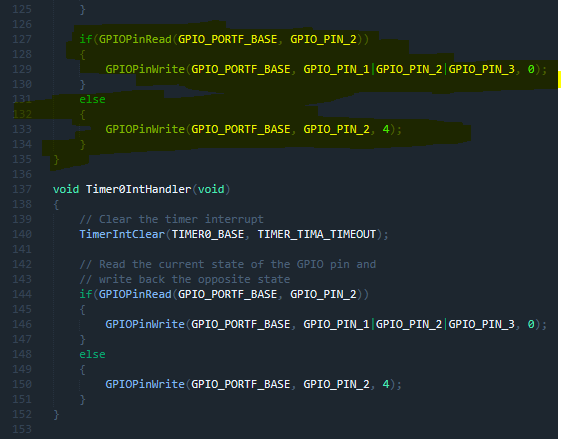 125 }
126
127 if(GPIOPinRead(GPIO_PORTF_BASE, GPIO_PIN_2))
128 {
129 GPIOPinWrite(GPIO_PORTF_BASE, GPIO_PIN_1|GPIO_PIN_2|GPIO_PIN_3, 0);
130 }
131 else
132 {
133 GPIOPinWrite(GPIO_PORTF_BASE, GPIO_PIN_2, 4);
134 }
135 }
136
137 void Timer0IntHandler(void)
138 {
139 // Clear the timer interrupt
140 TimerIntClear(TIMER0_BASE, TIMER_TIMA_TIMEOUT);
141
142 // Read the current state of the GPIO pin and
143 // write back the opposite state
144 if(GPIOPinRead(GPIO_PORTF_BASE, GPIO_PIN_2))
145 {
146 GPIOPinWrite(GPIO_PORTF_BASE, GPIO_PIN_1|GPIO_PIN_2|GPIO_PIN_3, 0);
147 }
148 else
149 {
150 GPIOPinWrite(GPIO_PORTF_BASE, GPIO_PIN_2, 4);
151 }
152 }
153